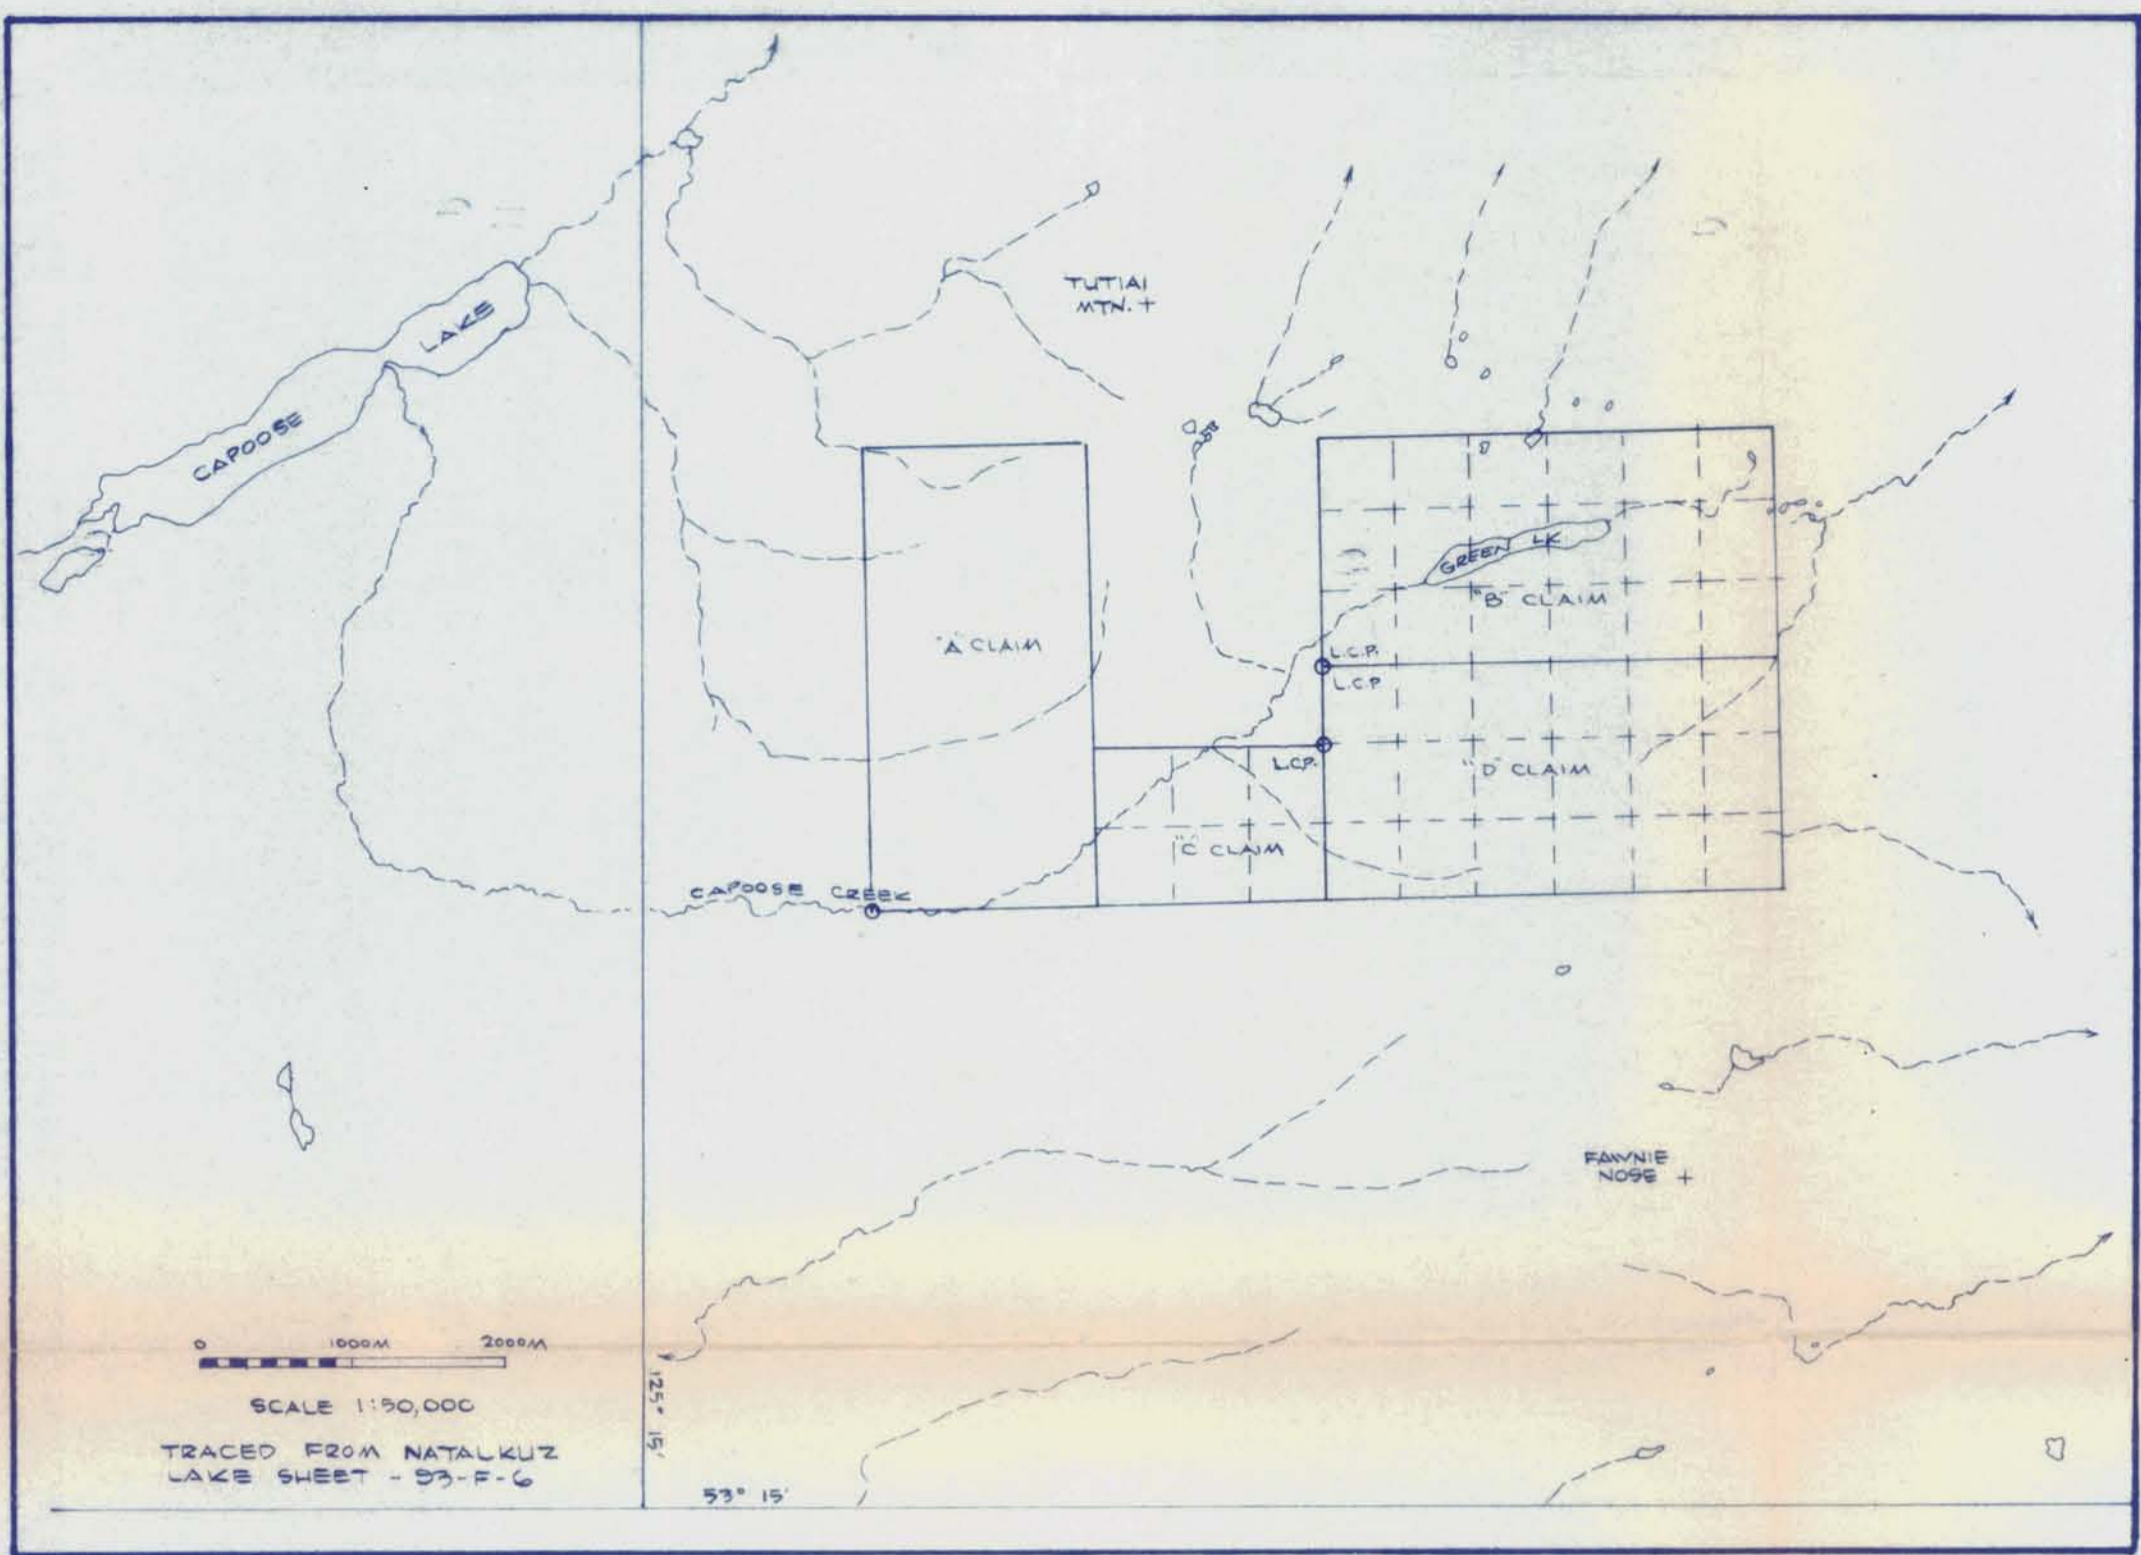 TUTIAI
MTN. +
CAPOOSE
LAKE
GREEN LK
"B" CLAIM
"A" CLAIM
L.C.P.
L.C.P.
L.C.P.
"D" CLAIM
"C" CLAIM
CAPOOSE CREEK
FAWNIE
NOSE +
0 1000M 2000M
SCALE 1:50,000
TRACED FROM NATALKUZ
LAKE SHEET - 93-F-6
125° 15'
53° 15'